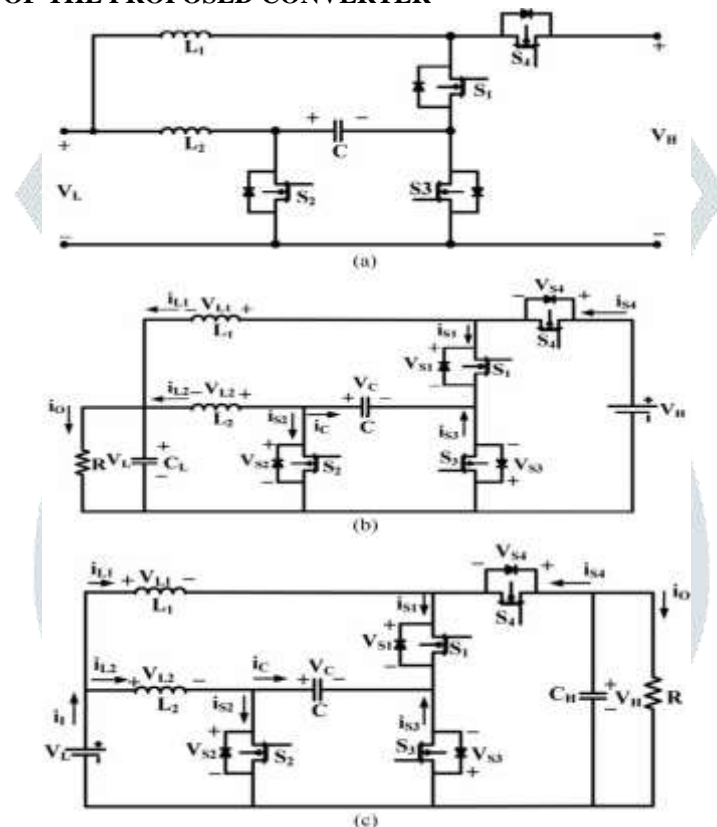 OF THE PROPOSED CONVERTER
L1
S4
+
S1
+
+ −
L2
C
VH
VL
S2
S3
−
−
(a)
iL1 − VL1 +
− VS4 +
iS4
L1
S4
iS1
+
VS1
S1
−
iL2 − VL2 +
VC
+ −
iO
L2
iS2
iC
C
iS3
+
VH
R
VL
+
CL
−
+
VS2
−
S2
S3
−
VS3
+
(b)
iL1 + VL1 −
− VS4 +
iS4
iO
L1
S4
iS1
+
VS1
S1
−
iL2 + VL2 −
iC
VC
+ −
L2
C
CH
+
VH
−
R
iI
iS2
iS3
VL
+
+
VS2
−
S2
S3
−
VS3
+
(c)